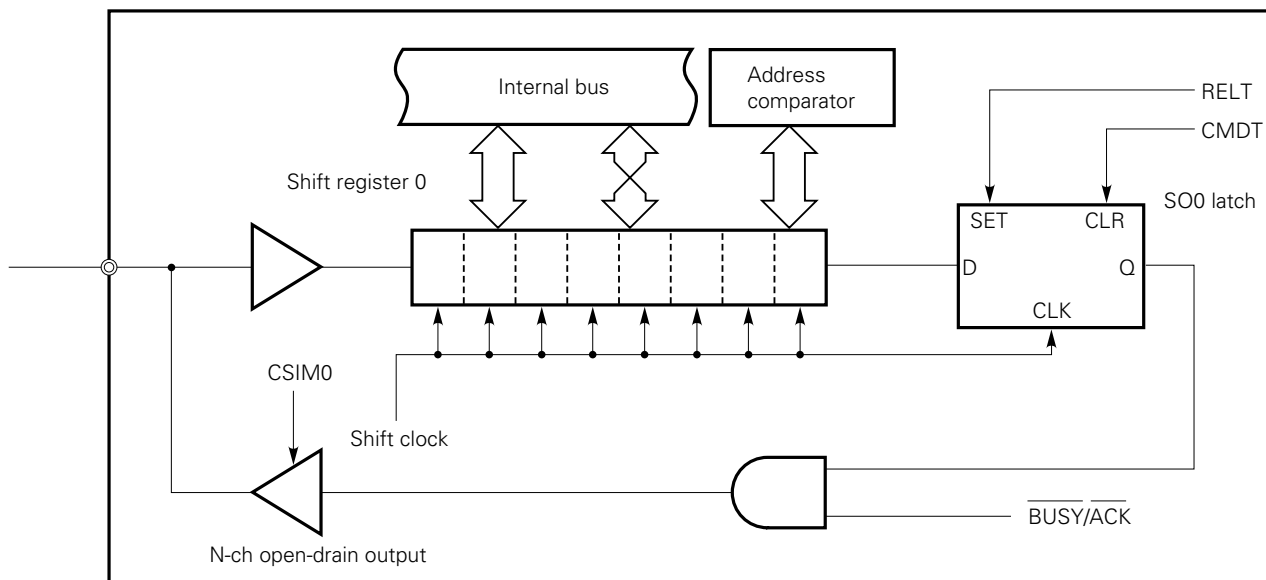 Internal bus
Address
comparator
RELT
CMDT
Shift register 0
SO0 latch
SET
CLR
D
Q
CLK
CSIM0
Shift clock
BUSY/ACK
N-ch open-drain output